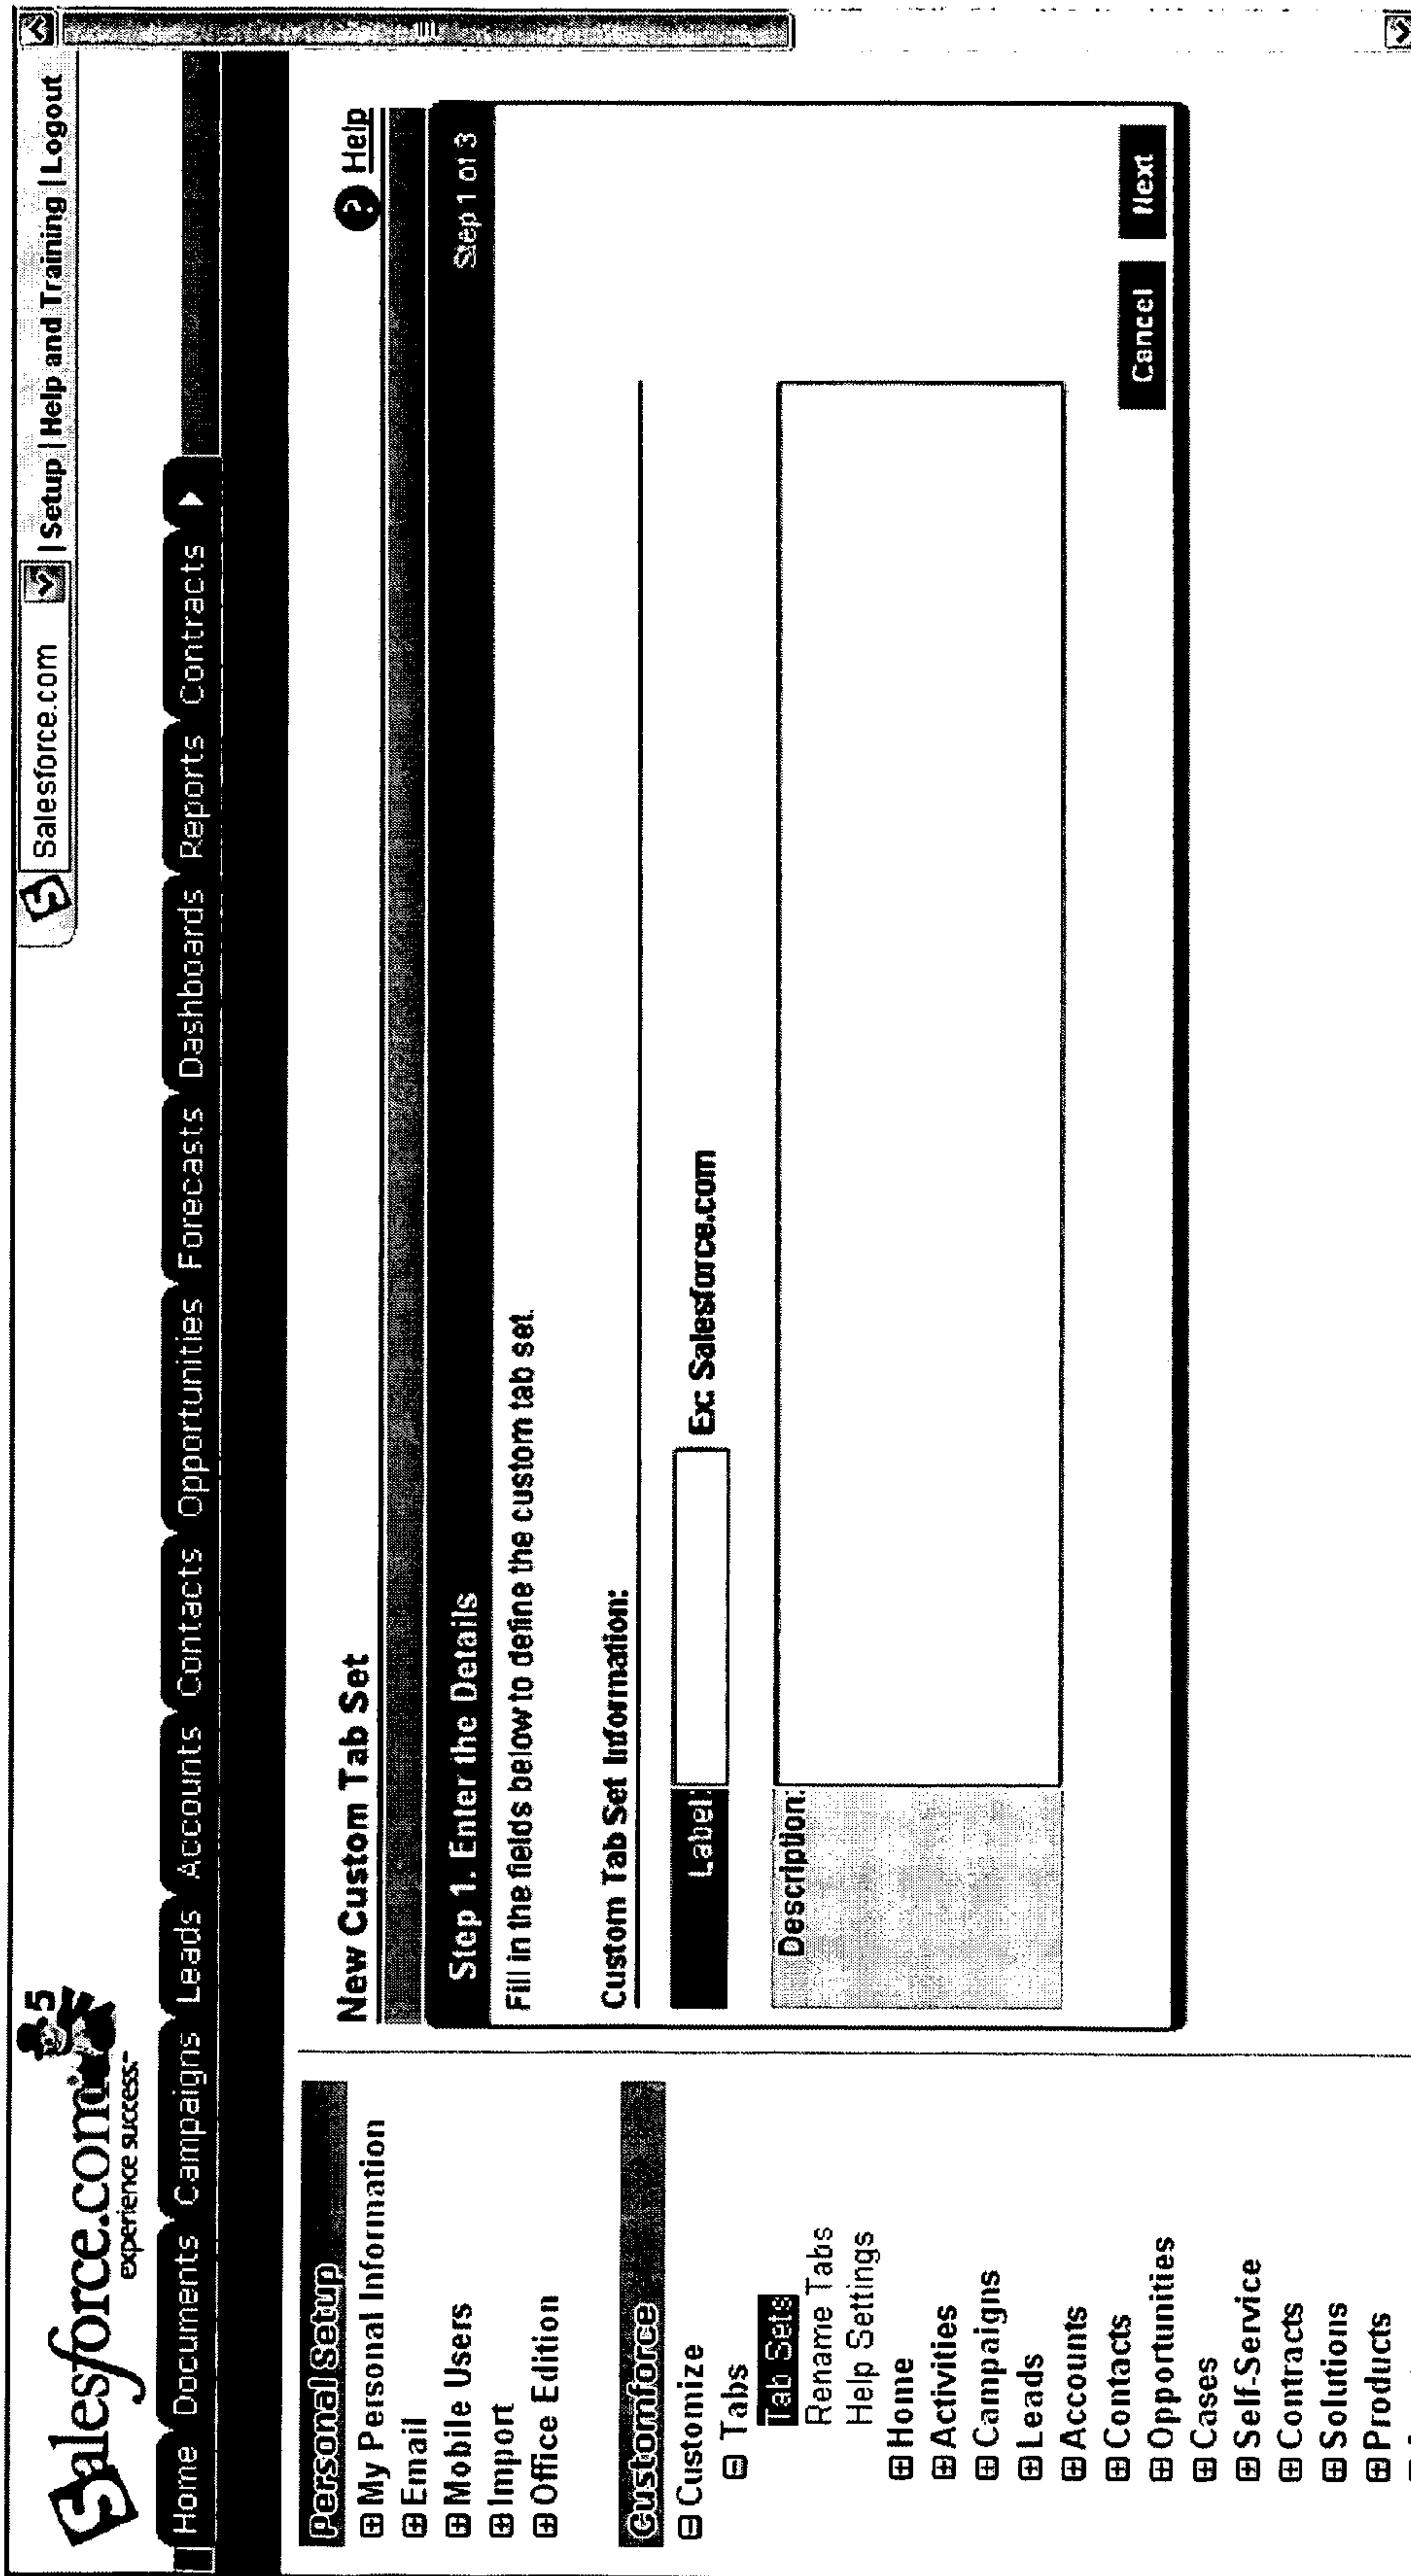 salesforce.com
experience success.™
5
Salesforce.com | Setup | Help and Training | Logout
Home Documents Campaigns Leads Accounts Contacts Opportunities Forecasts Dashboards Reports Contracts
Personal Setup
My Personal Information
Email
Mobile Users
Import
Office Edition
Customforce
Customize
Tabs
Tab Sets
Rename Tabs
Help Settings
Home
Activities
Campaigns
Leads
Accounts
Contacts
Opportunities
Cases
Self-Service
Contracts
Solutions
Products
New Custom Tab Set
? Help
Step 1. Enter the Details
Step 1 of 3
Fill in the fields below to define the custom tab set.
Custom Tab Set Information:
Label
Ex: Salesforce.com
Description:
Cancel
Next